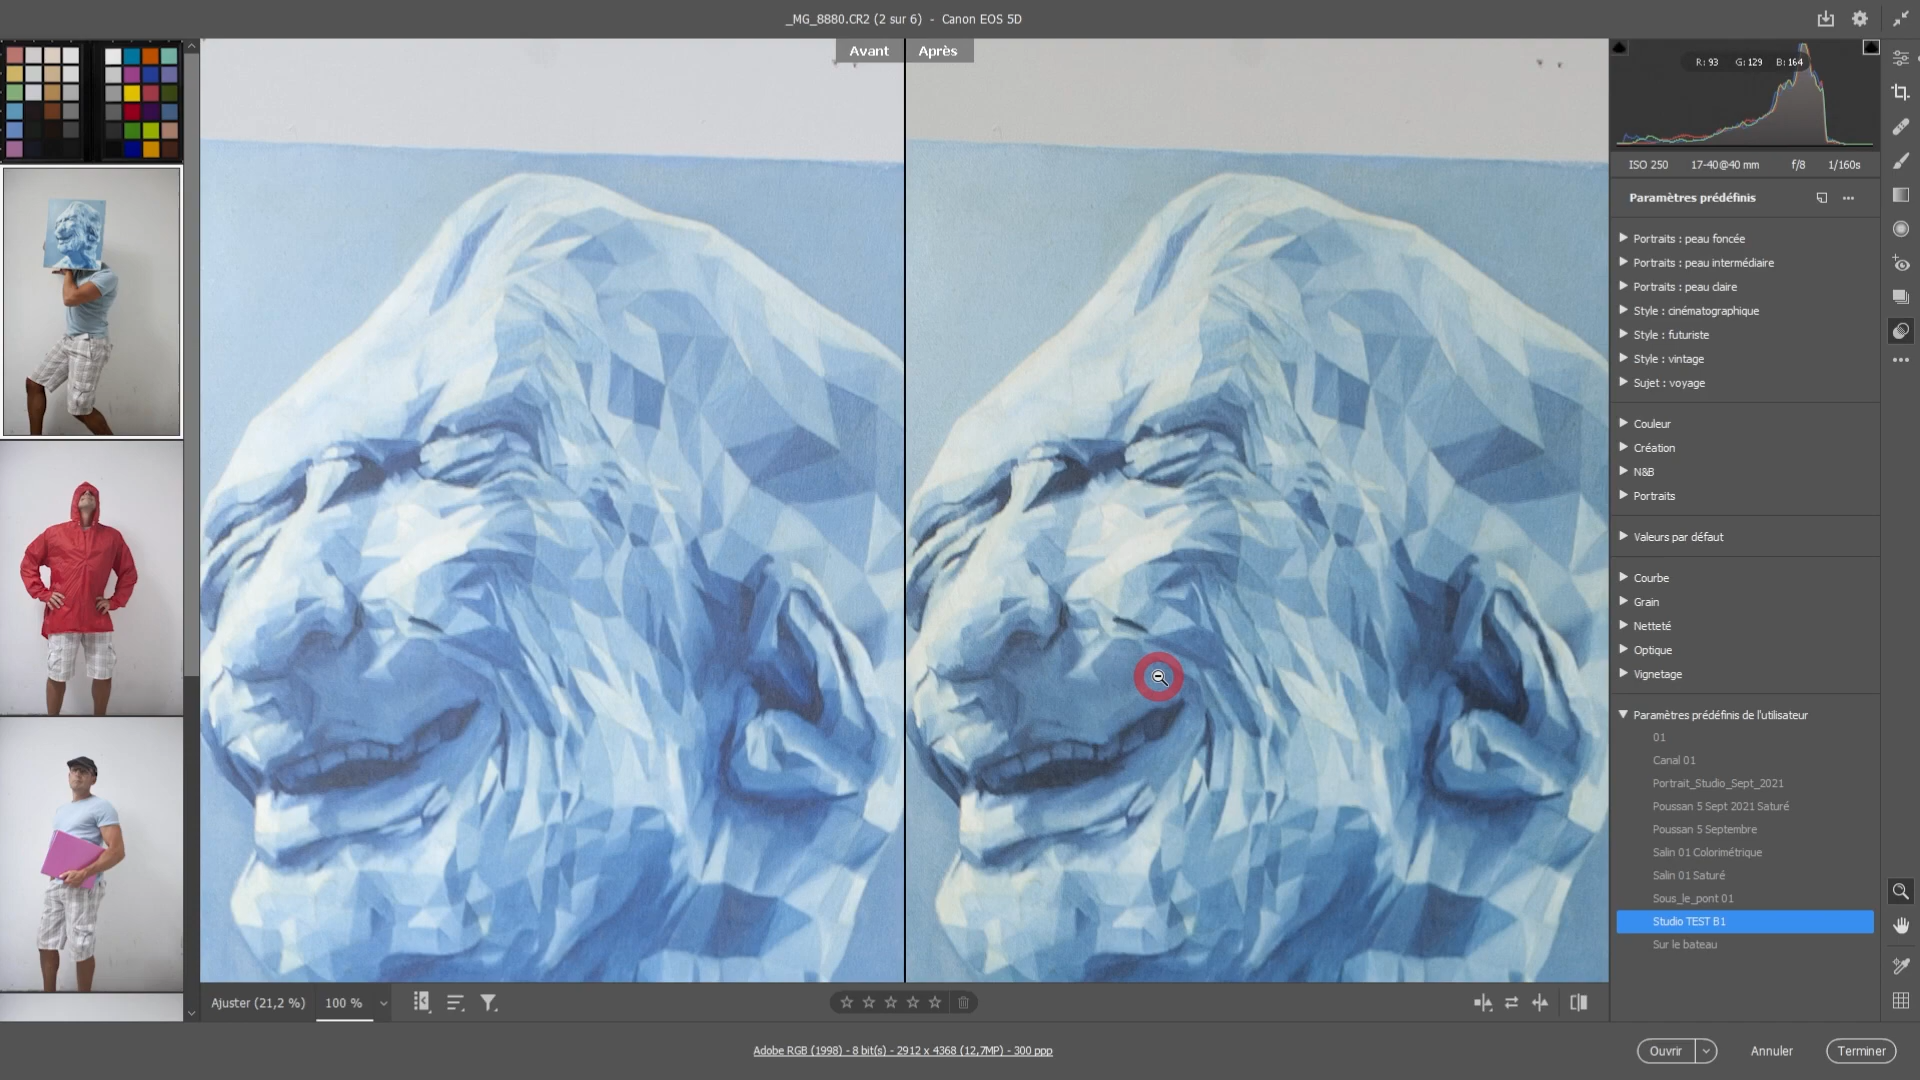 _MG_8880.CR2 (2 sur 6) - Canon EOS 5D
Avant
Après
R: 93 G: 129 B: 164
ISO 250 17-40@40 mm f/8 1/160s
Paramètres prédéfinis
Portraits : peau foncée
Portraits : peau intermédiaire
Portraits : peau claire
Style : cinématographique
Style : futuriste
Style : vintage
Sujet : voyage
Couleur
Création
N&B
Portraits
Valeurs par défaut
Courbe
Grain
Netteté
Optique
Vignetage
Paramètres prédéfinis de l'utilisateur
01
Canal 01
Portrait_Studio_Sept_2021
Poussan 5 Sept 2021 Saturé
Poussan 5 Septembre
Salin 01 Colorimétrique
Salin 01 Saturé
Sous_le_pont 01
Studio TEST B1
Sur le bateau
Ajuster (21,2 %) 100 %
Adobe RGB (1998) - 8 bit(s) - 2912 x 4368 (12,7MP) - 300 ppp
Ouvrir
Annuler
Terminer